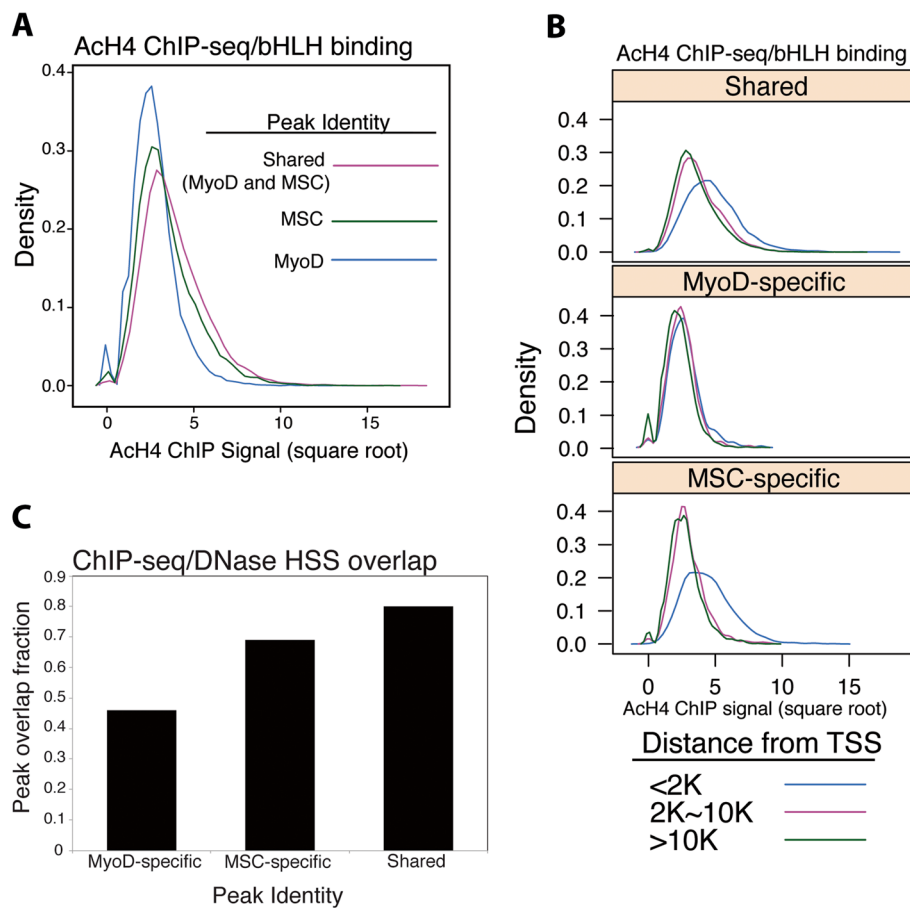 A
AcH4 ChIP-seq/bHLH binding
0.4
0.3
0.2
0.1
0.0
Density
Peak Identity
Shared
(MyoD and MSC)
MSC
MyoD
0 5 10 15
AcH4 ChIP Signal (square root)
B
AcH4 ChIP-seq/bHLH binding
Shared
0.4
0.3
0.2
0.1
0.0
MyoD-specific
0.4
0.3
0.2
0.1
0.0
Density
MSC-specific
0.4
0.3
0.2
0.1
0.0
0 5 10 15
AcH4 ChIP signal (square root)
Distance from TSS
<2K
2K~10K
>10K
C
ChIP-seq/DNase HSS overlap
0.9
0.8
0.7
0.6
0.5
0.4
0.3
0.2
0.1
0
Peak overlap fraction
MyoD-specific MSC-specific Shared
Peak Identity